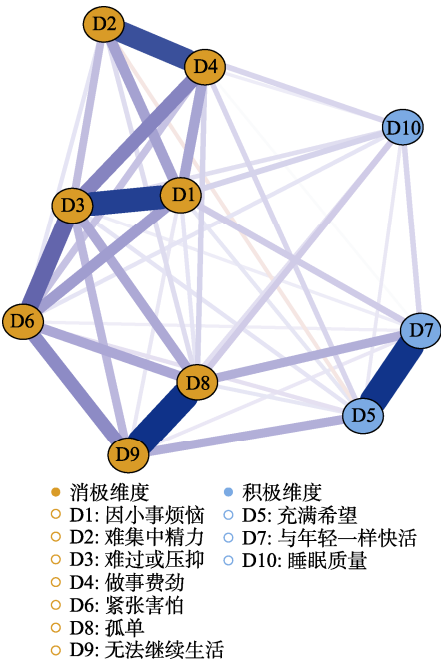 D2
D4
D10
D3
D1
D6
D7
D8
D5
D9
消极维度
D1: 因小事烦恼
D2: 难集中精力
D3: 难过或压抑
D4: 做事费劲
D6: 紧张害怕
D8: 孤单
D9: 无法继续生活
积极维度
D5: 充满希望
D7: 与年轻一样快活
D10: 睡眠质量